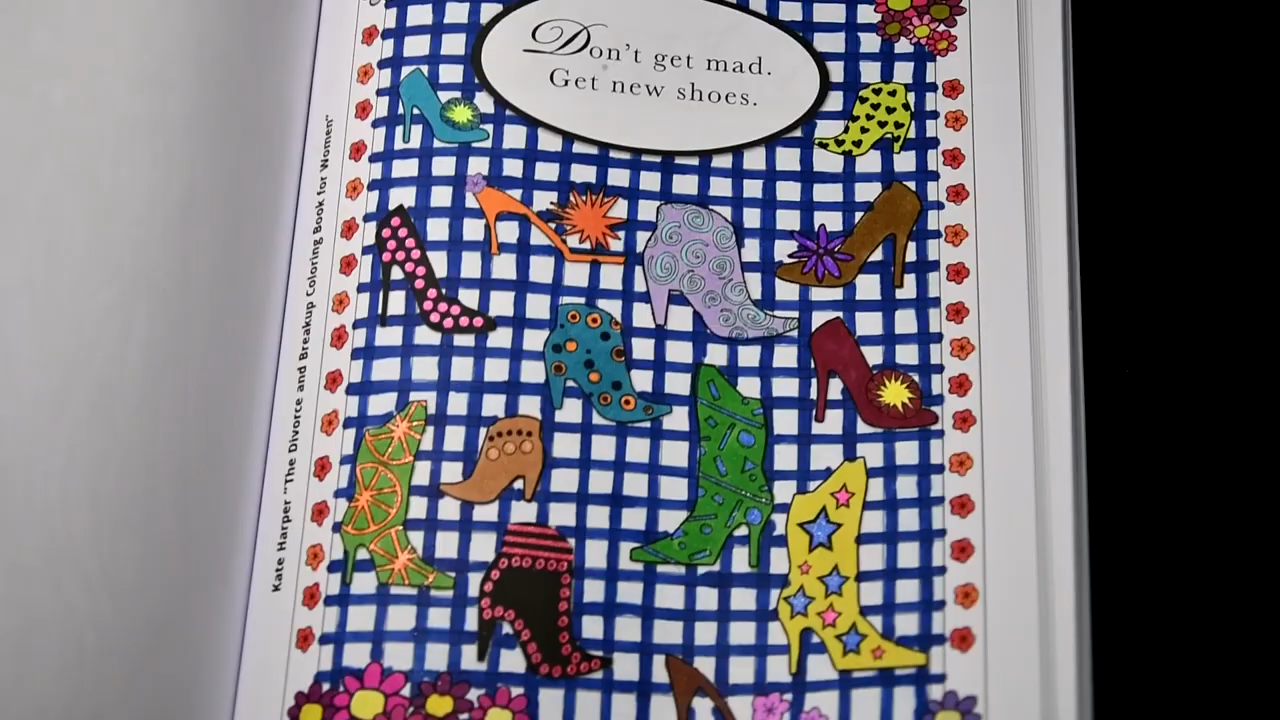 Don't get mad.
Get new shoes.
Kate Harper "The Divorce and Breakup Coloring Book for Women"